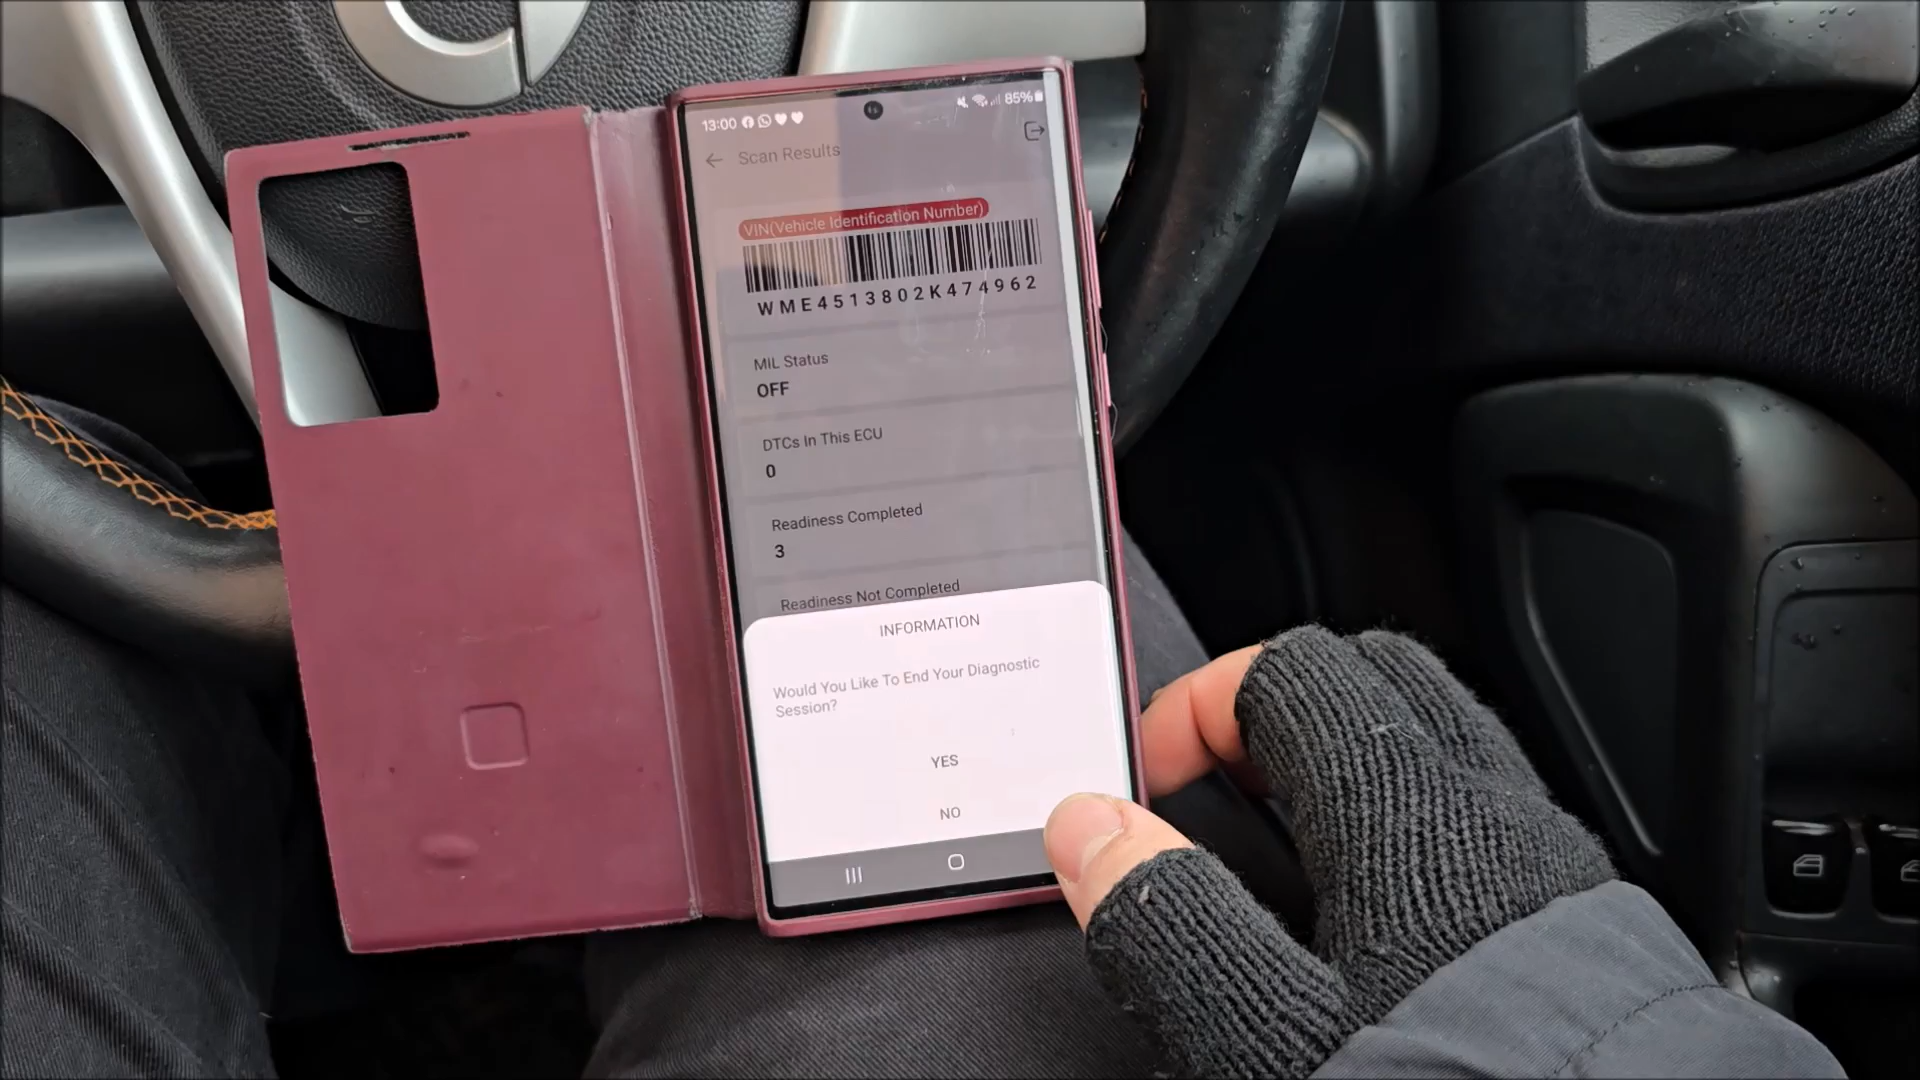 13:00
85%
Scan Results
VIN(Vehicle Identification Number)
WME4513802K474962
MIL Status
OFF
DTCs In This ECU
0
Readiness Completed
3
Readiness Not Completed
INFORMATION
Would You Like To End Your Diagnostic
Session?
YES
NO